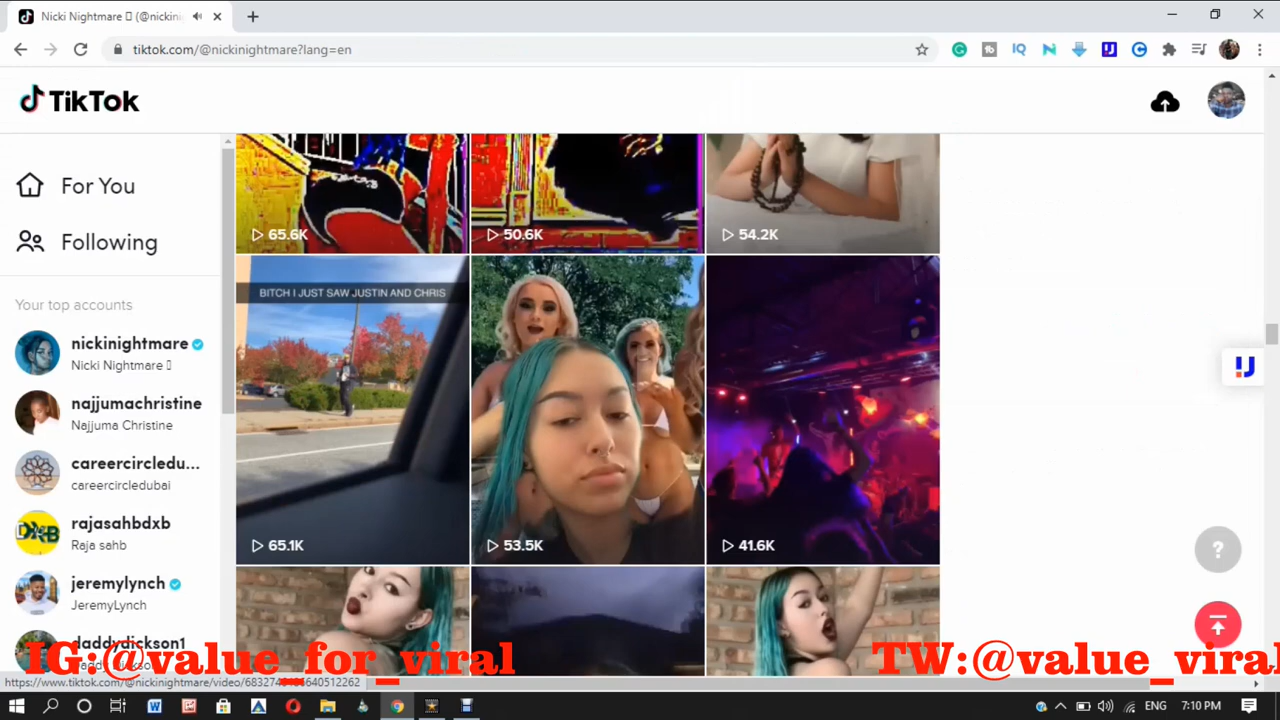 Nicki Nightmare
(@nickini
tiktok.com/@nickinightmare?lang=en
TikTok
For You
Following
Your top accounts
nickinightmare
Nicki Nightmare
najjumachristine
Najjuma Christine
careercircledu...
careercircledubai
rajasahbdxb
Raja sahb
jeremylynch
JeremyLynch
daddydickson1
65.6K
50.6K
54.2K
BITCH I JUST SAW JUSTIN AND CHRIS
65.1K
53.5K
41.6K
IG:@value_for_viral
TW:@value_viral
7:10 PM
ENG